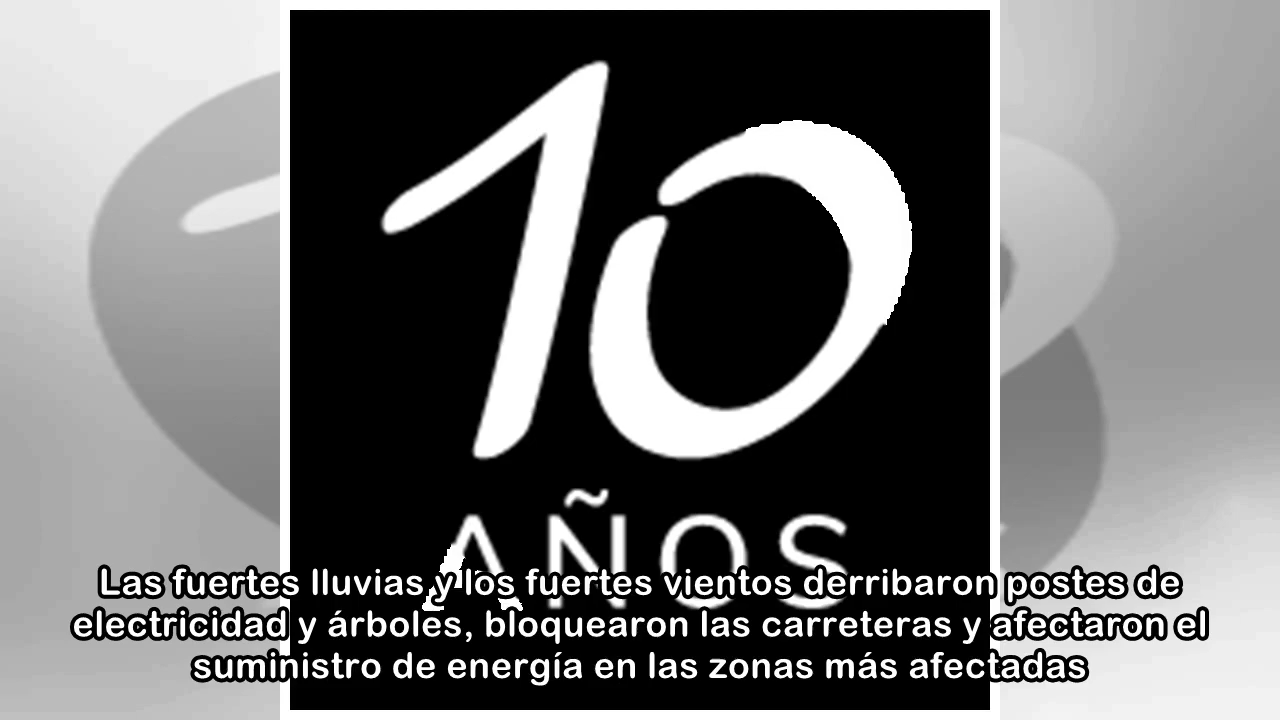 10
AÑOS
Las fuertes lluvias y los fuertes vientos derribaron postes de
electricidad y árboles, bloquearon las carreteras y afectaron el
suministro de energía en las zonas más afectadas